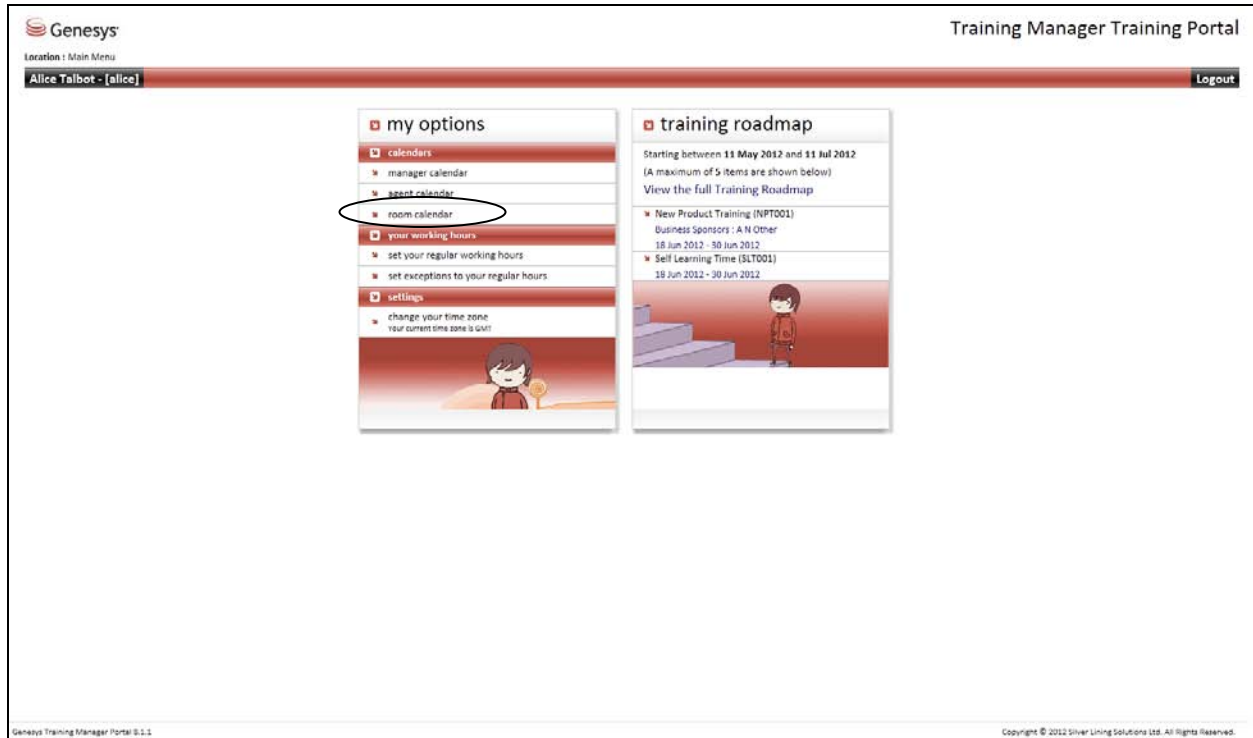 Genesys
Training Manager Training Portal
Location : Main Menu
Alice Talbot - [alice]
Logout
my options
calendars
manager calendar
agent calendar
room calendar
your working hours
set your regular working hours
set exceptions to your regular hours
settings
change your time zone
Your current time zone is GMT
training roadmap
Starting between 11 May 2012 and 11 Jul 2012
(A maximum of 5 items are shown below)
View the full Training Roadmap
New Product Training (NPT001)
Business Sponsors : A N Other
18 Jun 2012 - 30 Jun 2012
Self Learning Time (SLT001)
18 Jun 2012 - 30 Jun 2012
Genesys Training Manager Portal 8.1.1
Copyright © 2012 Silver Lining Solutions Ltd. All Rights Reserved.